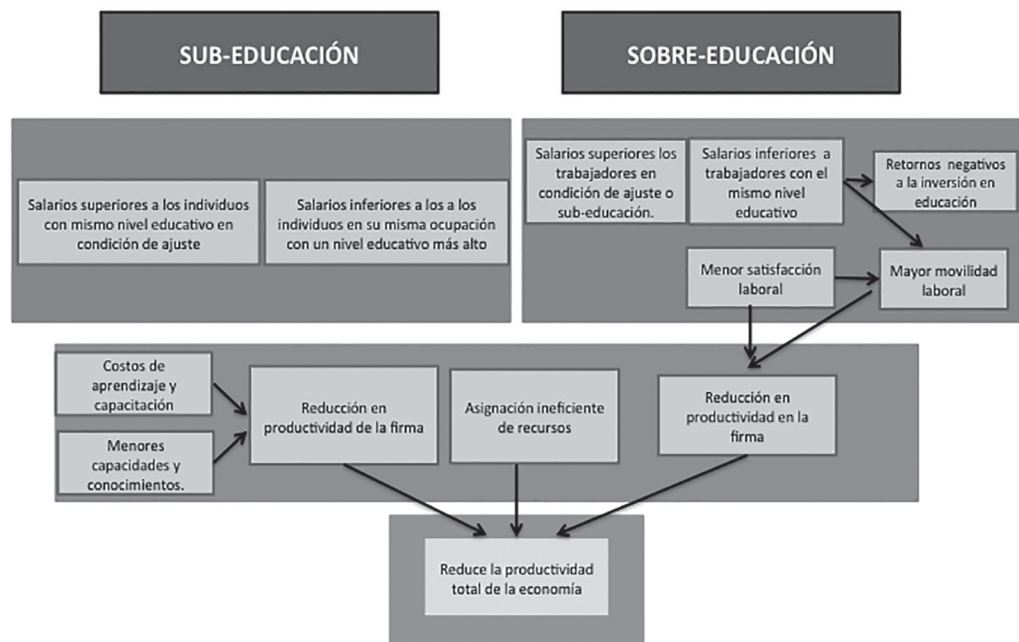 SUB-EDUCACIÓN
SOBRE-EDUCACIÓN
Salarios superiores a los individuos
con mismo nivel educativo en
condición de ajuste
Salarios inferiores a los a los
individuos en su misma ocupación
con un nivel educativo más alto
Salarios superiores los
trabajadores en
condición de ajuste o
sub-educación.
Salarios inferiores a
trabajadores con el
mismo nivel
educativo
Retornos negativos
a la inversión en
educación
Menor satisfacción
laboral
Mayor movilidad
laboral
Costos de
aprendizaje y
capacitación
Menores
capacidades y
conocimientos.
Reducción en
productividad de la firma
Asignación ineficiente
de recursos
Reducción en
productividad en la
firma
Reduce la productividad
total de la economía